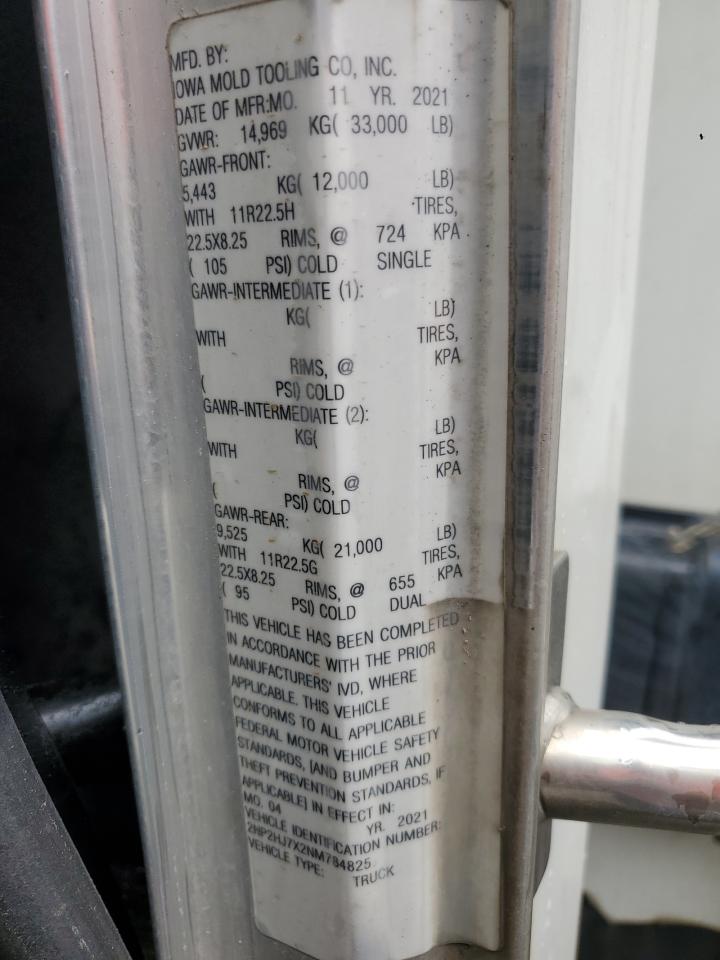 MFD. BY:
IOWA MOLD TOOLING CO, INC.
DATE OF MFR:MO. 11 YR. 2021
GVWR: 14,969 KG( 33,000 LB)
GAWR-FRONT:
5,443 KG( 12,000 LB)
WITH 11R22.5H TIRES,
22.5X8.25 RIMS, @ 724 KPA
( 105 PSI) COLD SINGLE
GAWR-INTERMEDIATE (1):
KG( LB)
WITH TIRES,
RIMS, @ KPA
( PSI) COLD
GAWR-INTERMEDIATE (2):
KG( LB)
WITH TIRES,
RIMS, @ KPA
( PSI) COLD
GAWR-REAR:
9,525 KG( 21,000 LB)
WITH 11R22.5G TIRES,
22.5X8.25 RIMS, @ 655 KPA
( 95 PSI) COLD DUAL
THIS VEHICLE HAS BEEN COMPLETED
IN ACCORDANCE WITH THE PRIOR
MANUFACTURERS' IVD, WHERE
APPLICABLE. THIS VEHICLE
CONFORMS TO ALL APPLICABLE
FEDERAL MOTOR VEHICLE SAFETY
STANDARDS, [AND BUMPER AND
THEFT PREVENTION STANDARDS, IF
APPLICABLE] IN EFFECT IN:
MO. 04 YR. 2021
VEHICLE IDENTIFICATION NUMBER:
2NP2HJ7X2NM784825
VEHICLE TYPE: TRUCK